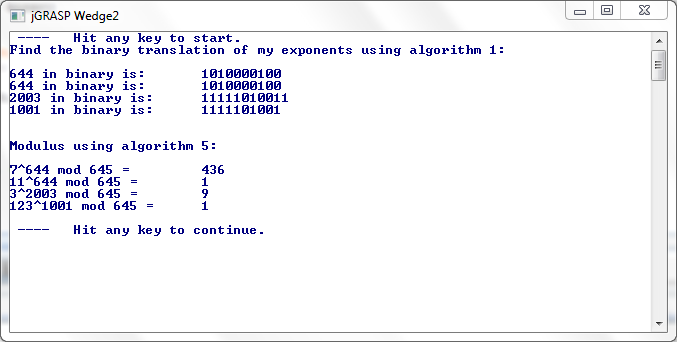 jGRASP Wedge2
---- Hit any key to start.
Find the binary translation of my exponents using algorithm 1:
644 in binary is: 1010000100
644 in binary is: 1010000100
2003 in binary is: 11111010011
1001 in binary is: 1111101001
Modulus using algorithm 5:
7^644 mod 645 = 436
11^644 mod 645 = 1
3^2003 mod 645 = 9
123^1001 mod 645 = 1
---- Hit any key to continue.